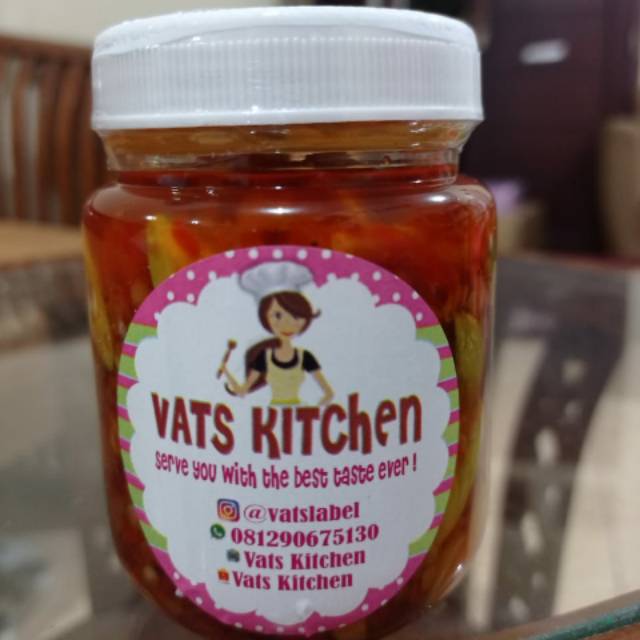 VATS KITCHen
serve you with the best taste ever!
@vatslabel
081290675130
Vats Kitchen
Vats Kitchen